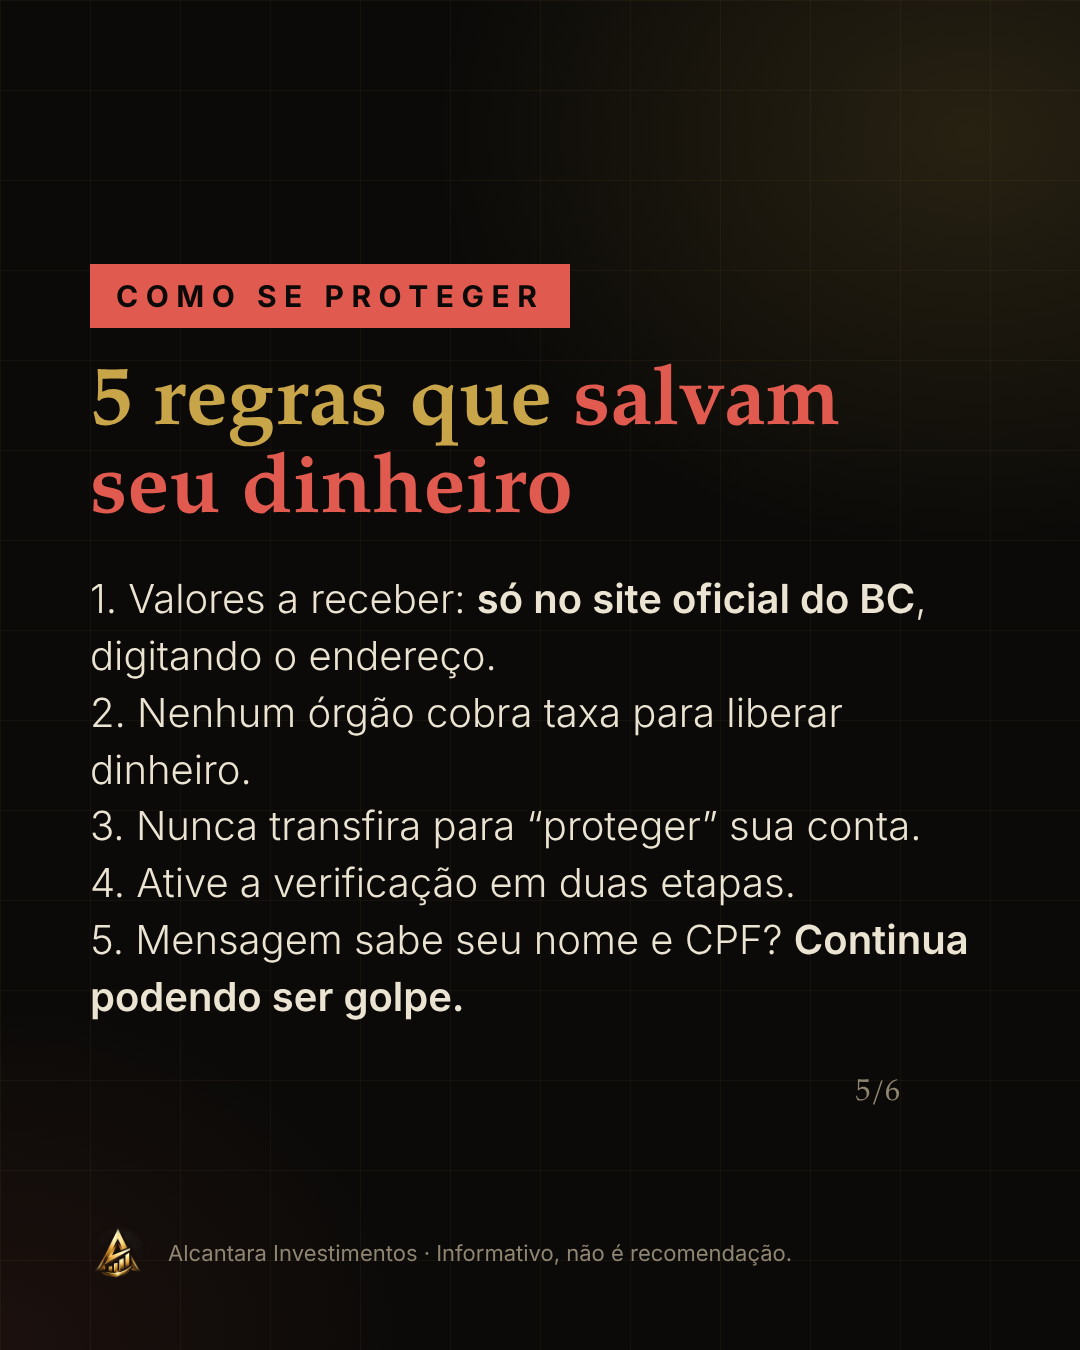 COMO SE PROTEGER
5 regras que salvam
seu dinheiro
1. Valores a receber: só no site oficial do BC,
digitando o endereço.
2. Nenhum órgão cobra taxa para liberar
dinheiro.
3. Nunca transfira para “proteger” sua conta.
4. Ative a verificação em duas etapas.
5. Mensagem sabe seu nome e CPF? Continua
podendo ser golpe.
5/6
Alcantara Investimentos · Informativo, não é recomendação.